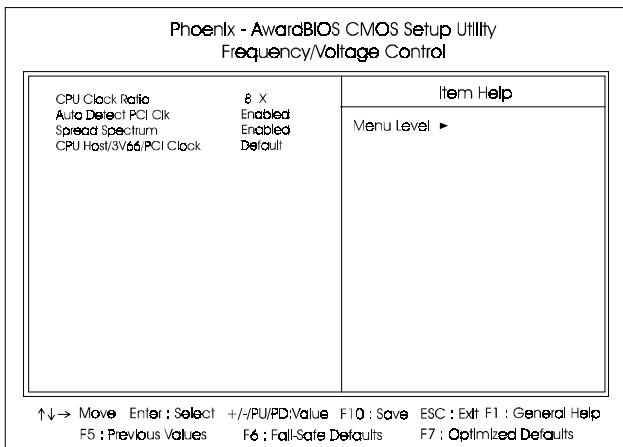 Phoenix - AwardBIOS CMOS Setup Utility
Frequency/Voltage Control
CPU Clock Ratio 8 X
Auto Detect PCI Clk Enabled
Spread Spectrum Enabled
CPU Host/3V66/PCI Clock Default
Item Help
Menu Level ►
↑↓→ Move Enter : Select +/-/PU/PD:Value F10 : Save ESC : Exit F1 : General Help
F5 : Previous Values F6 : Fail-Safe Defaults F7 : Optimized Defaults